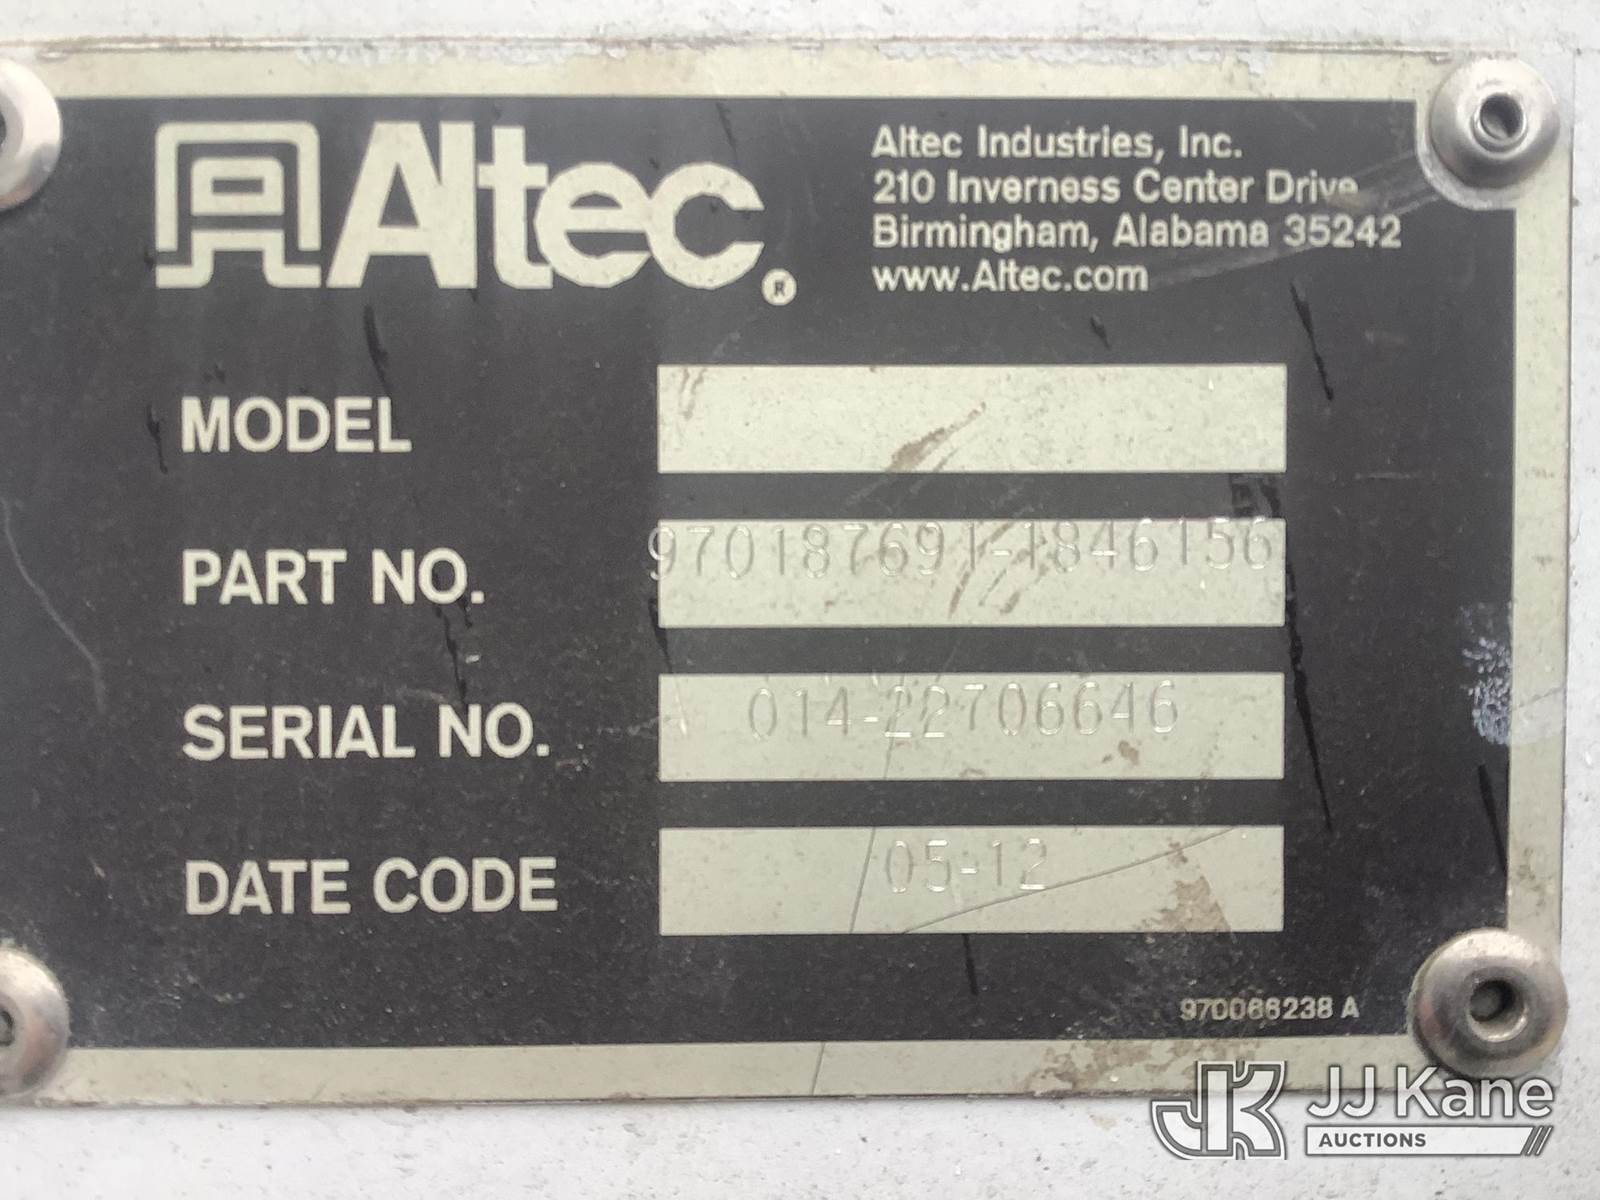 Altec®
Altec Industries, Inc.
210 Inverness Center Drive
Birmingham, Alabama 35242
www.Altec.com
MODEL
PART NO. 970187691-1846156
SERIAL NO. 014-22706646
DATE CODE 05-12
970066238 A
JK JJ Kane
AUCTIONS